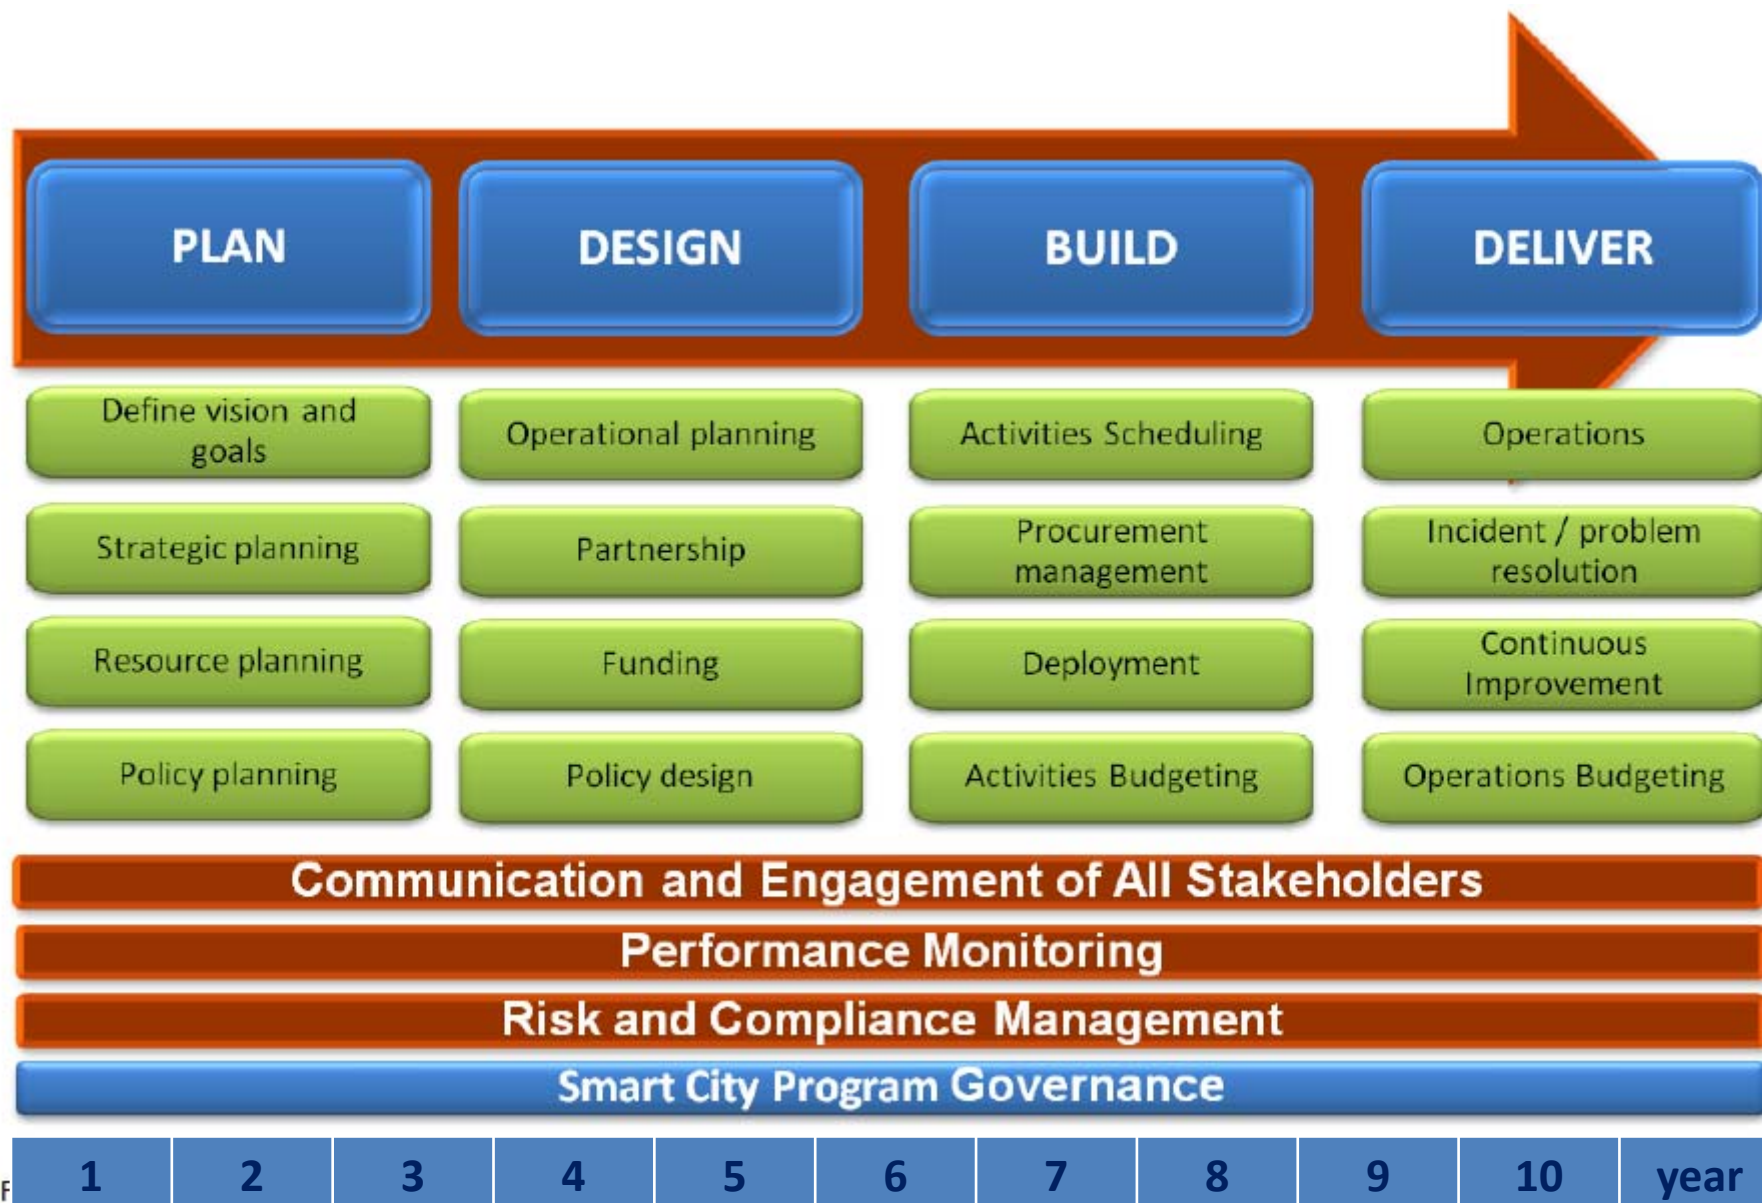 PLAN
DESIGN
BUILD
DELIVER
Define vision and
goals
Operational planning
Activities Scheduling
Operations
Strategic planning
Partnership
Procurement
management
Incident / problem
resolution
Resource planning
Funding
Deployment
Continuous
Improvement
Policy planning
Policy design
Activities Budgeting
Operations Budgeting
Communication and Engagement of All Stakeholders
Performance Monitoring
Risk and Compliance Management
Smart City Program Governance
F
1 2 3 4 5 6 7 8 9 10 year